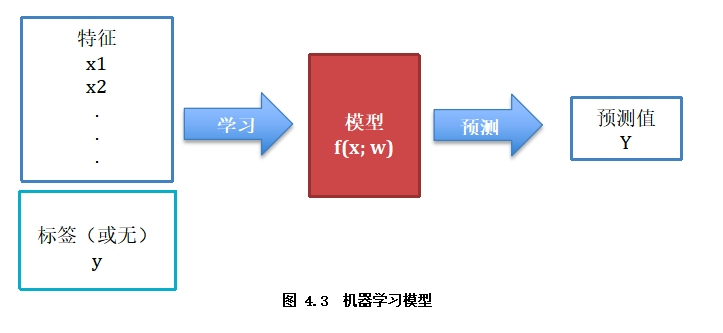 特征
x1
x2
.
.
.
标签（或无）
y
学习
模型
f(x; w)
预测
预测值
Y
图 4.3 机器学习模型